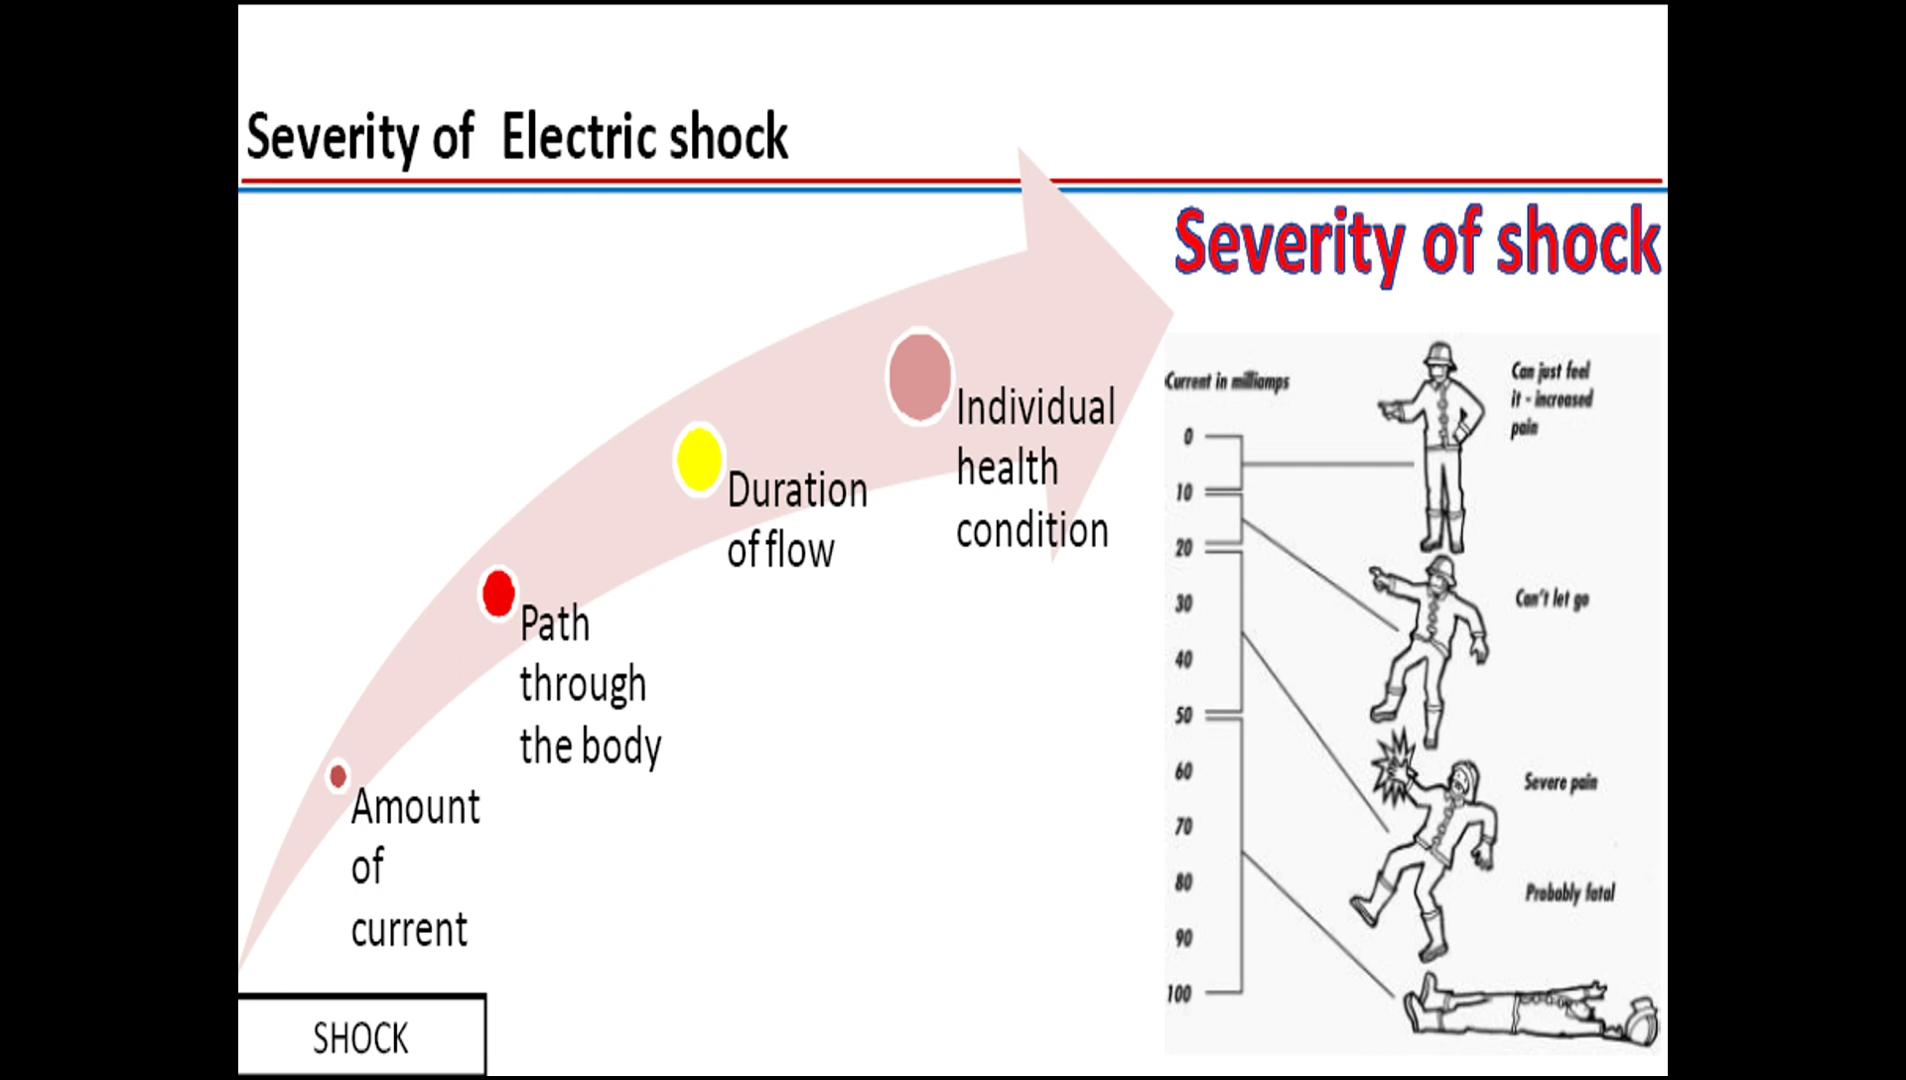 Severity of Electric shock
Severity of shock
Amount
of
current
Path
through
the body
Duration
of flow
Individual
health
condition
SHOCK
Current in milliamps
0
10
20
30
40
50
60
70
80
90
100
Can just feel
it - increased
pain
Can't let go
Severe pain
Probably fatal